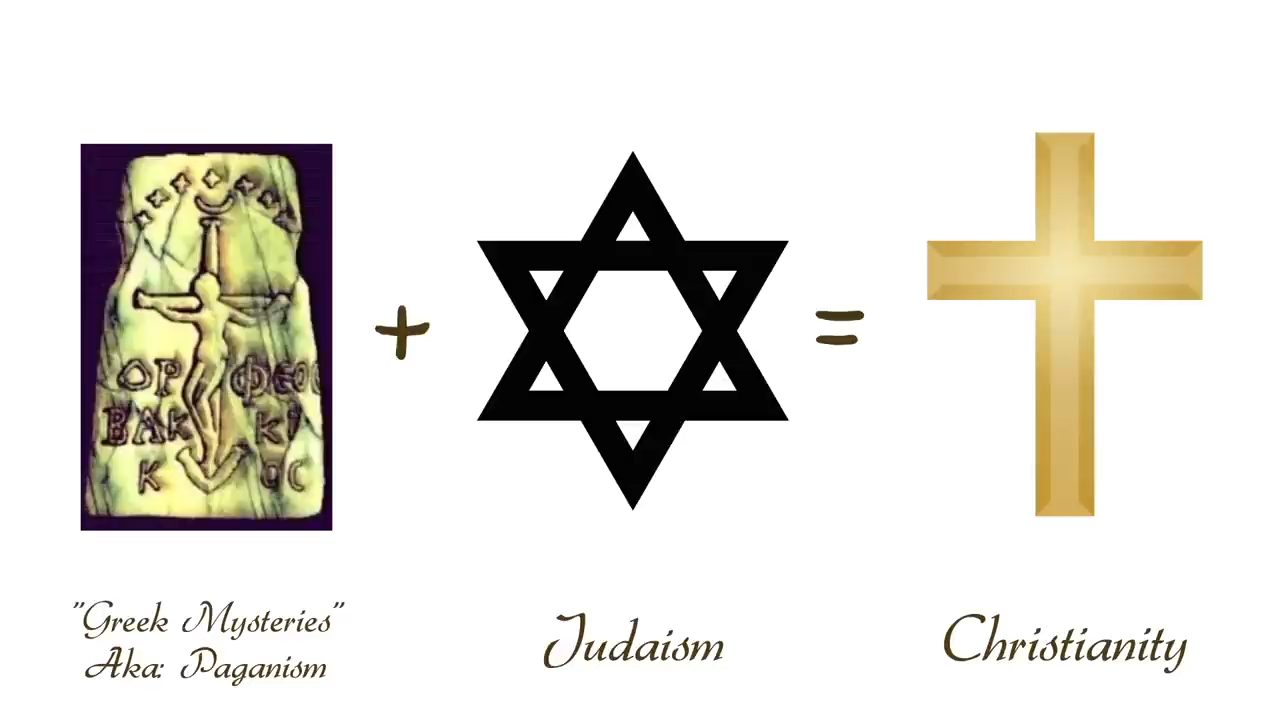 ΟΡ ΦΕΟC
ΒΑΚ ΚΙ
Κ ΟC
+
=
"Greek Mysteries"
Aka: Paganism
Judaism
Christianity